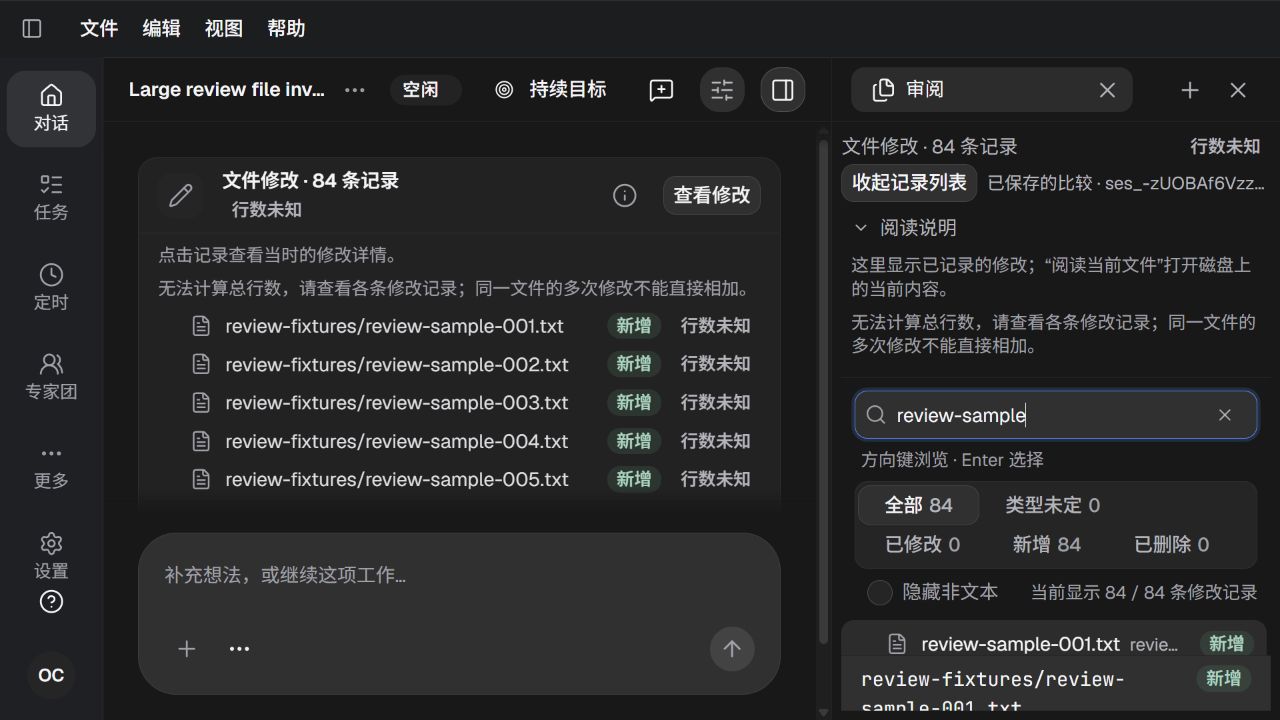 文件 编辑 视图 帮助
对话
任务
定时
专家团
更多
设置
OC
Large review file inv... 空闲 持续目标
文件修改 · 84 条记录
行数未知
查看修改
点击记录查看当时的修改详情。
无法计算总行数，请查看各条修改记录；同一文件的多次修改不能直接相加。
review-fixtures/review-sample-001.txt 新增 行数未知
review-fixtures/review-sample-002.txt 新增 行数未知
review-fixtures/review-sample-003.txt 新增 行数未知
review-fixtures/review-sample-004.txt 新增 行数未知
review-fixtures/review-sample-005.txt 新增 行数未知
补充想法，或继续这项工作...
审阅
文件修改 · 84 条记录 行数未知
收起记录列表 已保存的比较 · ses_-zUOBAf6Vzz...
阅读说明
这里显示已记录的修改；“阅读当前文件”打开磁盘上
的当前内容。
无法计算总行数，请查看各条修改记录；同一文件的
多次修改不能直接相加。
review-sample
方向键浏览 · Enter 选择
全部 84 类型未定 0
已修改 0 新增 84 已删除 0
隐藏非文本 当前显示 84 / 84 条修改记录
review-sample-001.txt revie... 新增
review-fixtures/review- 新增
sample-001.txt